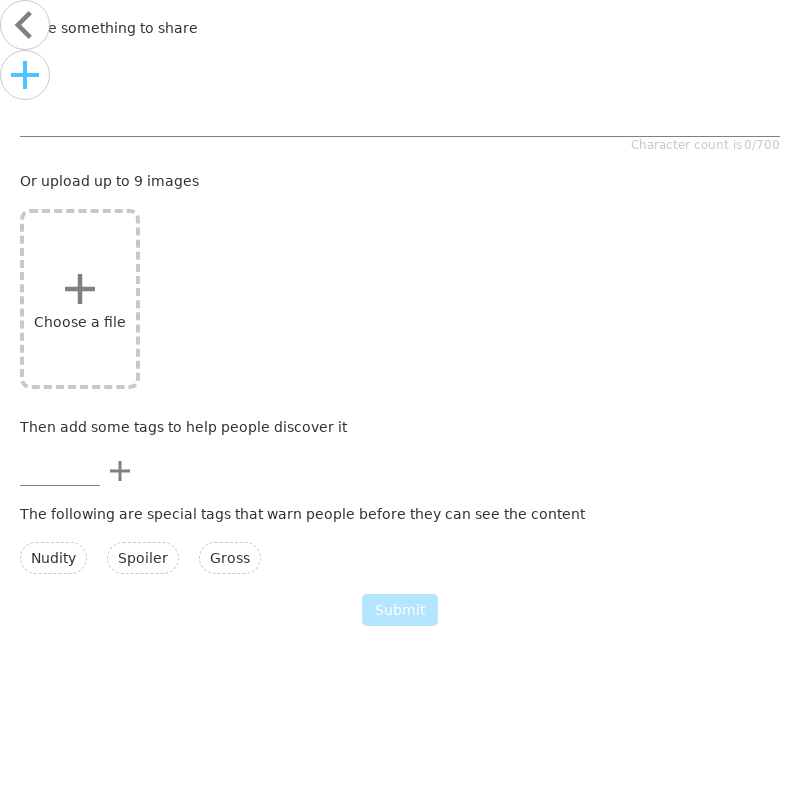 something to share
Character count is 0/700
Or upload up to 9 images
Choose a file
Then add some tags to help people discover it
The following are special tags that warn people before they can see the content
Nudity
Spoiler
Gross
Submit